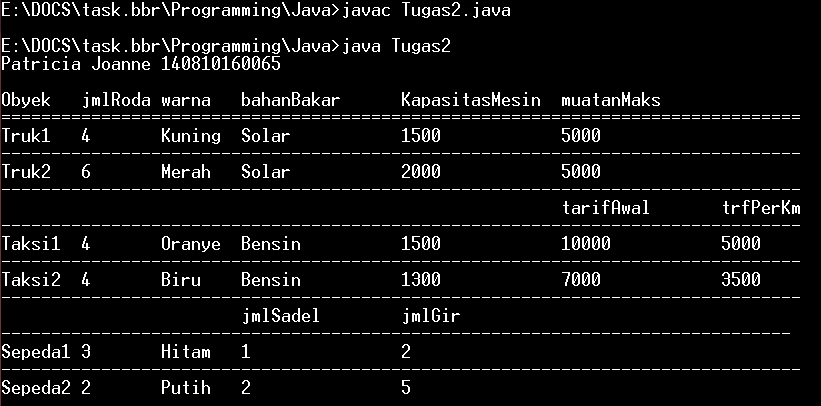 E:\DOCS\task.bbr\Programming\Java>javac Tugas2.java
E:\DOCS\task.bbr\Programming\Java>java Tugas2
Patricia Joanne 140810160065
Obyek   jmlRoda warna   bahanBakar      KapasitasMesin  muatanMaks
================================================================================
Truk1   4       Kuning  Solar           1500            5000
--------------------------------------------------------------------------------
Truk2   6       Merah   Solar           2000            5000
--------------------------------------------------------------------------------
                                                        tarifAwal       trfPerKm
--------------------------------------------------------------------------------
Taksi1  4       Oranye  Bensin          1500            10000           5000
--------------------------------------------------------------------------------
Taksi2  4       Biru    Bensin          1300            7000            3500
--------------------------------------------------------------------------------
                        jmlSadel        jmlGir
-------------------------------------------------------------------------------
Sepeda1 3       Hitam   1               2
--------------------------------------------------------------------------------
Sepeda2 2       Putih   2               5